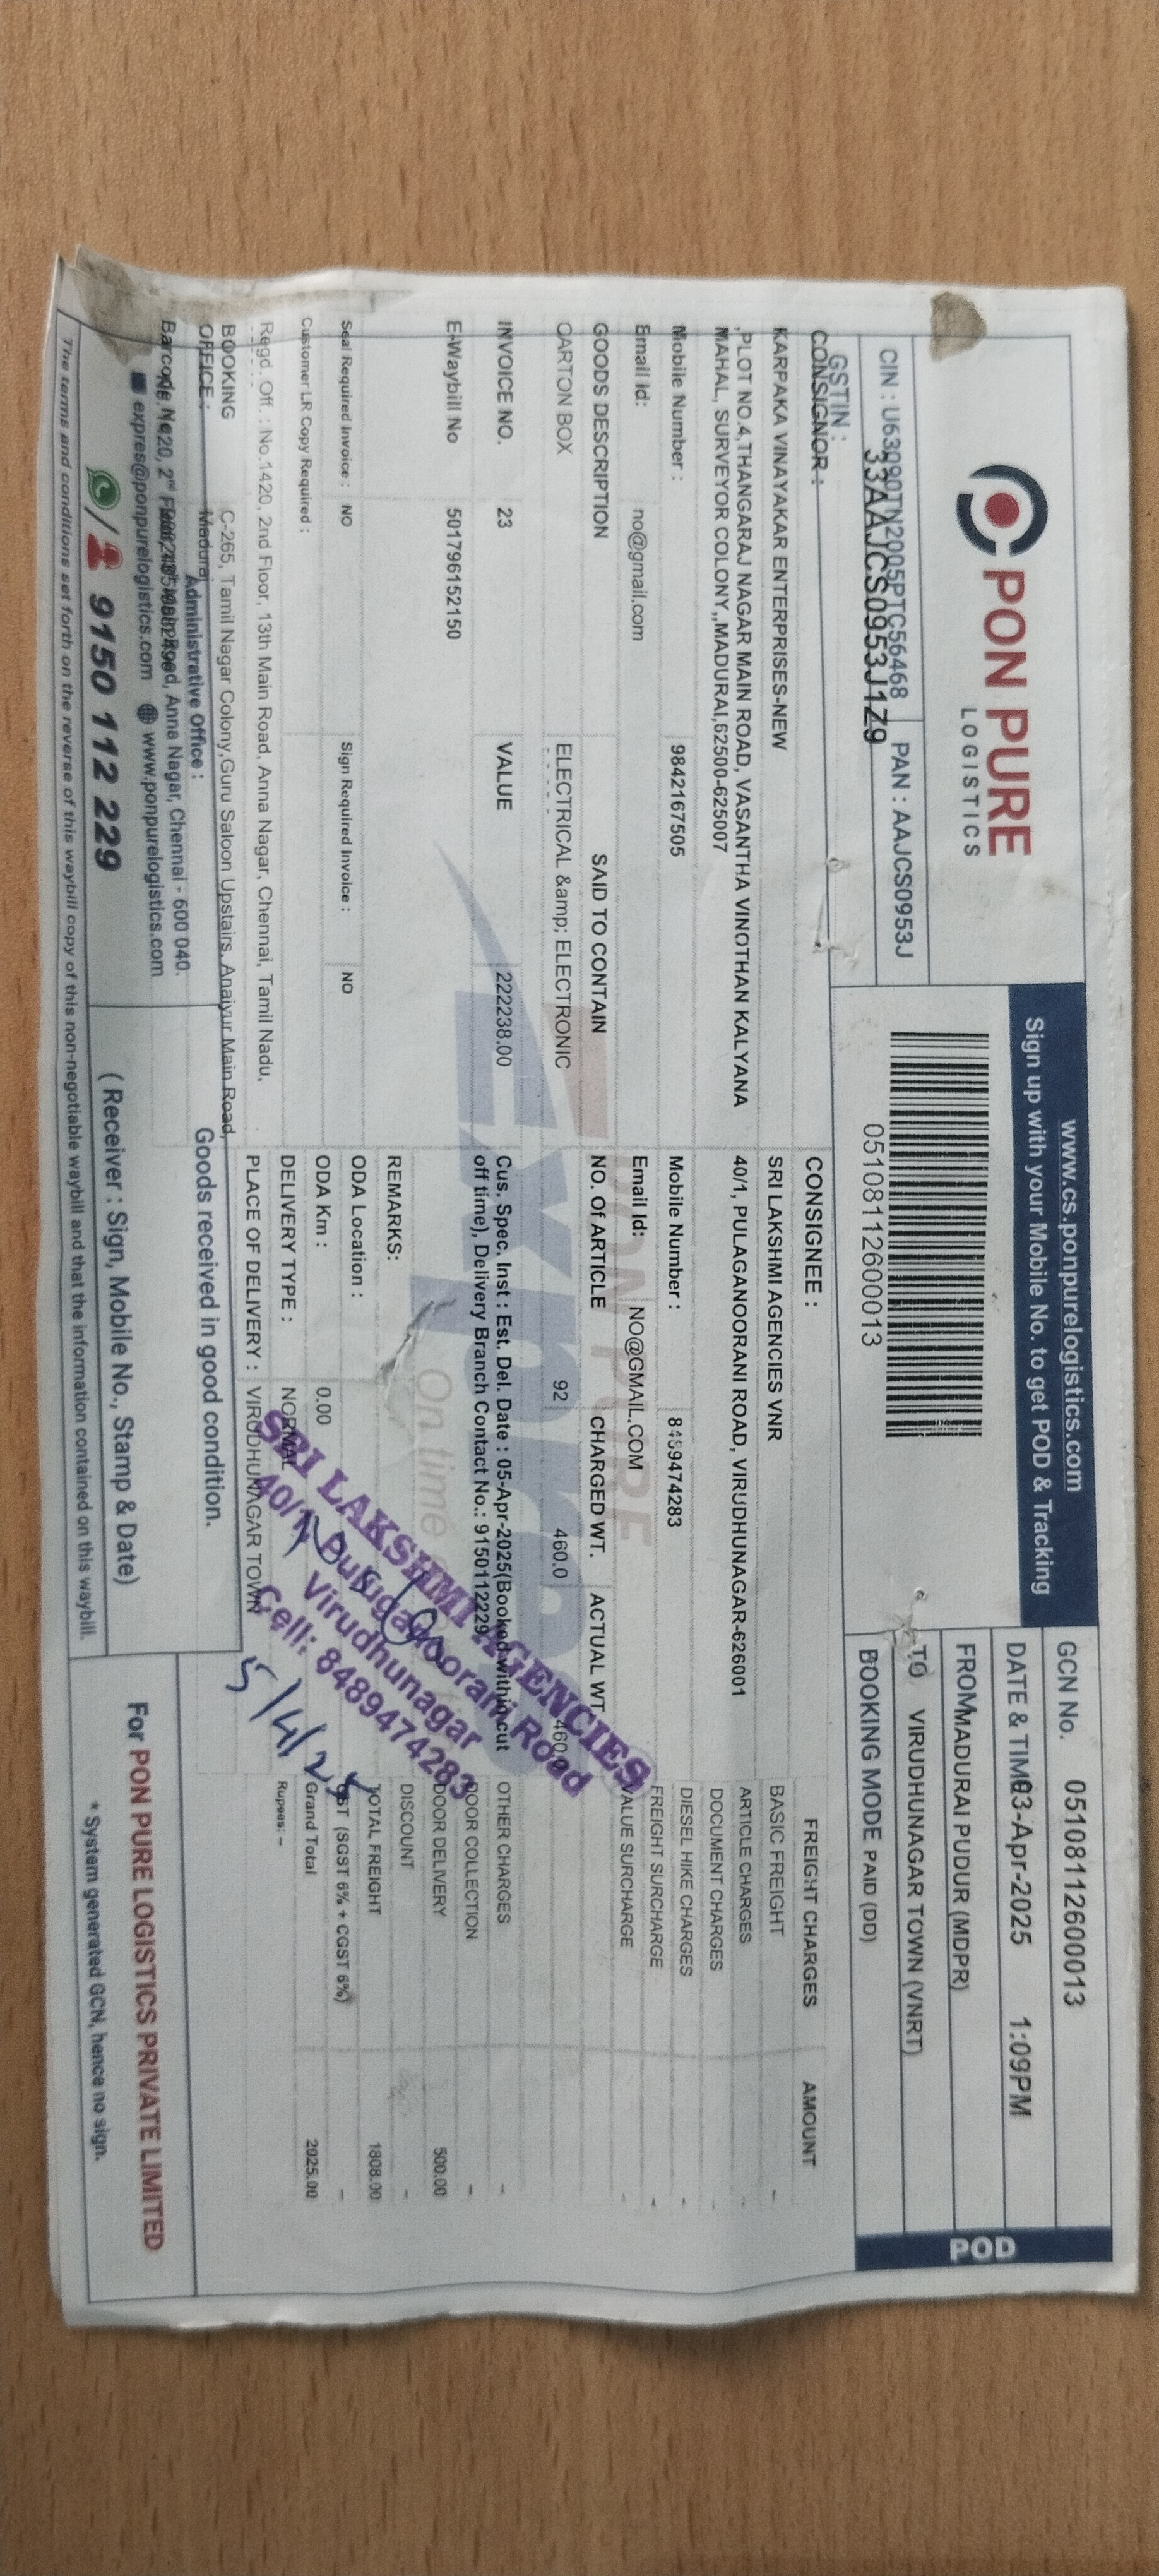 PON PURE
LOGISTICS
CIN : U63090TN2005PTC56468 PAN : AAJCS0953J
GSTIN :
33AAJCS0953J1Z9
www.cs.ponpurelogistics.com
Sign up with your Mobile No. to get POD & Tracking
05108112600013
GCN No. 05108112600013
DATE & TIME 03-Apr-2025 1:09PM
FROM MADURAI PUDUR (MDPR)
TO VIRUDHUNAGAR TOWN (VNRT)
BOOKING MODE PAID (DD)
POD
CONSIGNOR :
KARPAKA VINAYAKAR ENTERPRISES-NEW
,PLOT NO.4,THANGARAJ NAGAR MAIN ROAD, VASANTHA VINOTHAN KALYANA
MAHAL, SURVEYOR COLONY,,MADURAI,62500-625007
Mobile Number : 9842167505
Email Id: no@gmail.com
CONSIGNEE :
SRI LAKSHMI AGENCIES VNR
40/1, PULAGANOORANI ROAD, VIRUDHUNAGAR-626001
Mobile Number : 8489474283
Email Id: NO@GMAIL.COM
GOODS DESCRIPTION SAID TO CONTAIN NO. Of ARTICLE CHARGED WT. ACTUAL WT.
CARTON BOX ELECTRICAL &amp; ELECTRONIC 92 460.0 460.0
INVOICE NO. 23 VALUE 222238.00
E-Waybill No 501796152150
Cus. Spec. Inst : Est. Del. Date : 05-Apr-2025(Booked within cut
off time), Delivery Branch Contact No.: 9150112229
Seal Required Invoice : NO Sign Required Invoice : NO
Customer LR Copy Required :
REMARKS:
ODA Location :
ODA Km : 0.00
DELIVERY TYPE : NORMAL
PLACE OF DELIVERY : VIRUDHUNAGAR TOWN
FREIGHT CHARGES AMOUNT
BASIC FREIGHT -
ARTICLE CHARGES -
DOCUMENT CHARGES -
DIESEL HIKE CHARGES -
FREIGHT SURCHARGE -
VALUE SURCHARGE -
OTHER CHARGES -
DOOR COLLECTION -
DOOR DELIVERY 500.00
DISCOUNT -
TOTAL FREIGHT 1808.00
GST (SGST 6% + CGST 6%) -
Grand Total 2025.00
Rupees: –
Regd. Off. : No.1420, 2nd Floor, 13th Main Road, Anna Nagar, Chennai, Tamil Nadu,
BOOKING
OFFICE :
C-265, Tamil Nagar Colony,Guru Saloon Upstairs, Anaiyur Main Road,
Madurai
Administrative Office :
Barcode No
Main Road, Anna Nagar, Chennai - 600 040.
expres@ponpurelogistics.com www.ponpurelogistics.com
/ 9150 112 229
Goods received in good condition.
( Receiver : Sign, Mobile No., Stamp & Date)
PON PURE
On time
SRI LAKSHMI AGENCIES
40/1 Pulaganoorani Road
Virudhunagar
Cell: 8489474283
5/4/25
For PON PURE LOGISTICS PRIVATE LIMITED
* System generated GCN, hence no sign.
The terms and conditions set forth on the reverse of this waybill copy of this non-negotiable waybill and that the information contained on this waybill.